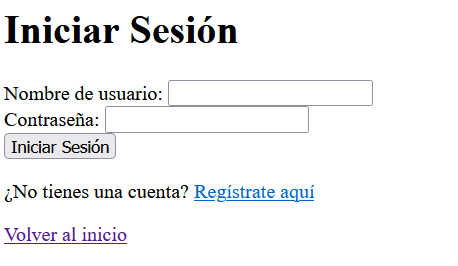 Iniciar Sesión
Nombre de usuario:
Contraseña:
Iniciar Sesión
¿No tienes una cuenta? Regístrate aquí
Volver al inicio